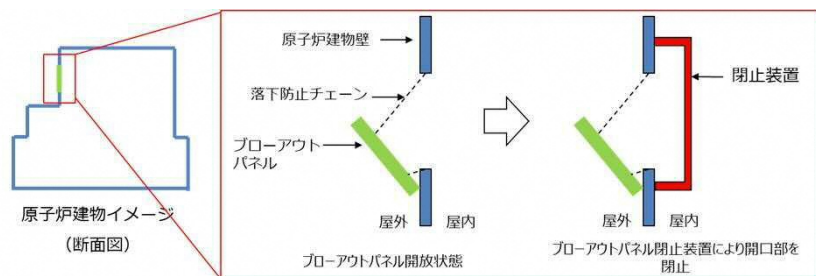 原子炉建物イメージ
（断面図）
原子炉建物壁
落下防止チェーン
ブローアウト
パネル
屋外
屋内
ブローアウトパネル開放状態
閉止装置
屋外
屋内
ブローアウトパネル閉止装置により開口部を
閉止